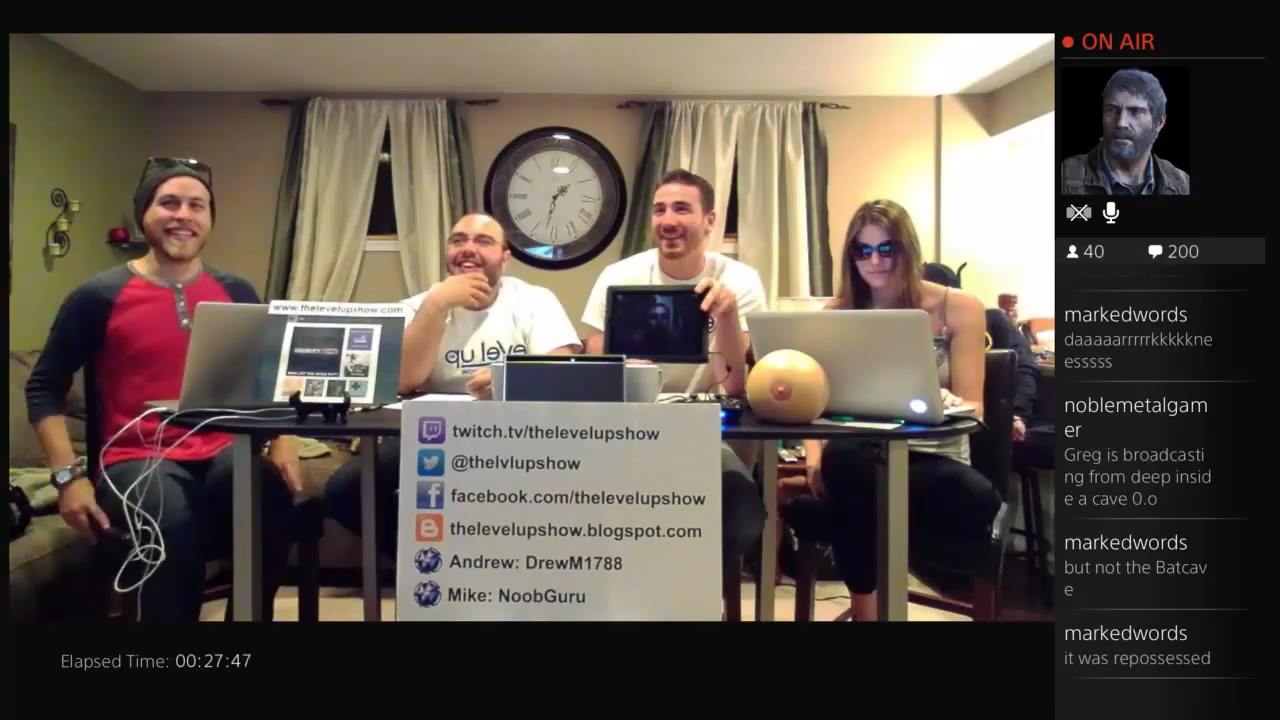 ON AIR
40
200
www.thelevelupshow.com
markedwords
daaaaarrrrrkkkkkne
esssss
noblemetalgam
er
Greg is broadcasti
ng from deep insid
e a cave 0.o
markedwords
but not the Batcav
e
markedwords
it was repossessed
twitch.tv/thelevelupshow
@thelvlupshow
facebook.com/thelevelupshow
thelevelupshow.blogspot.com
Andrew: DrewM1788
Mike: NoobGuru
Elapsed Time: 00:27:47